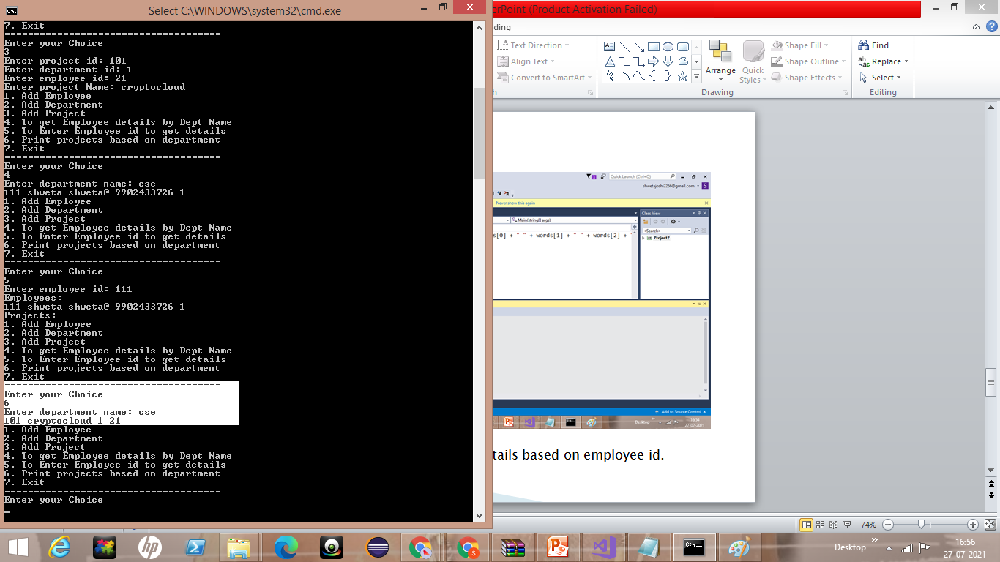 Select C:\WINDOWS\system32\cmd.exe
7. Exit
=====================================
Enter your Choice
3
Enter project id: 101
Enter department id: 1
Enter employee id: 21
Enter project Name: cryptocloud
1. Add Employee
2. Add Department
3. Add Project
4. To get Employee details by Dept Name
5. To Enter Employee id to get details
6. Print projects based on department
7. Exit
=====================================
Enter your Choice
4
Enter department name: cse
111 shweta shweta@ 9902433726 1
1. Add Employee
2. Add Department
3. Add Project
4. To get Employee details by Dept Name
5. To Enter Employee id to get details
6. Print projects based on department
7. Exit
=====================================
Enter your Choice
5
Enter employee id: 111
Employees:
111 shweta shweta@ 9902433726 1
Projects:
1. Add Employee
2. Add Department
3. Add Project
4. To get Employee details by Dept Name
5. To Enter Employee id to get details
6. Print projects based on department
7. Exit
=====================================
Enter your Choice
6
Enter department name: cse
101 cryptocloud 1 21
1. Add Employee
2. Add Department
3. Add Project
4. To get Employee details by Dept Name
5. To Enter Employee id to get details
6. Print projects based on department
7. Exit
=====================================
Enter your Choice
erPoint (Product Activation Failed)
rding
Text Direction
Align Text
Convert to SmartArt
h
Arrange
Quick Styles
Shape Fill
Shape Outline
Shape Effects
Drawing
Find
Replace
Select
Editing
Quick Launch (Ctrl+Q)
shwetajoshi2266@gmail.com
S
Never show this again
Main(string[] args)
s[0] + " " + words[1] + " " + words[2] + "
Class View
<Search>
Project2
Add to Source Control
Desktop
16:54
27-07-2021
tails based on employee id.
74%
Desktop
16:56
27-07-2021